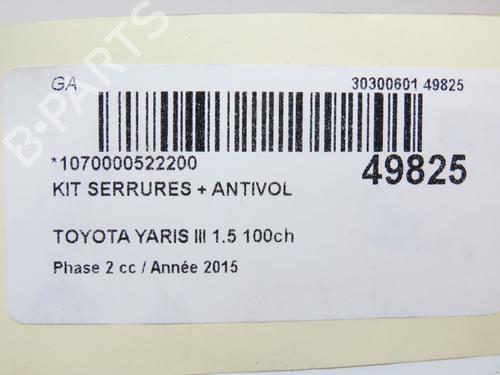 GA
30300601 49825
*1070000522200
49825
KIT SERRURES + ANTIVOL
TOYOTA YARIS III 1.5 100ch
Phase 2 cc / Année 2015
B-PARTS